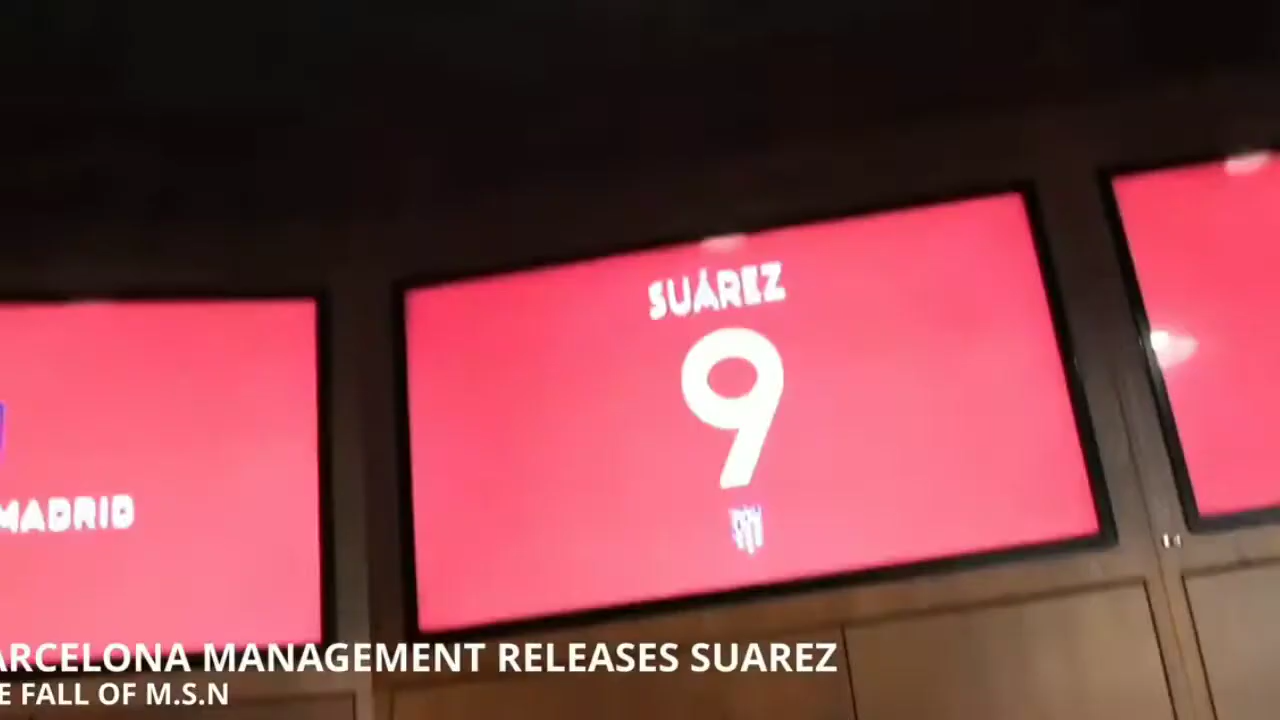 SUÁREZ
9
MADRID
ARCELONA MANAGEMENT RELEASES SUAREZ
E FALL OF M.S.N